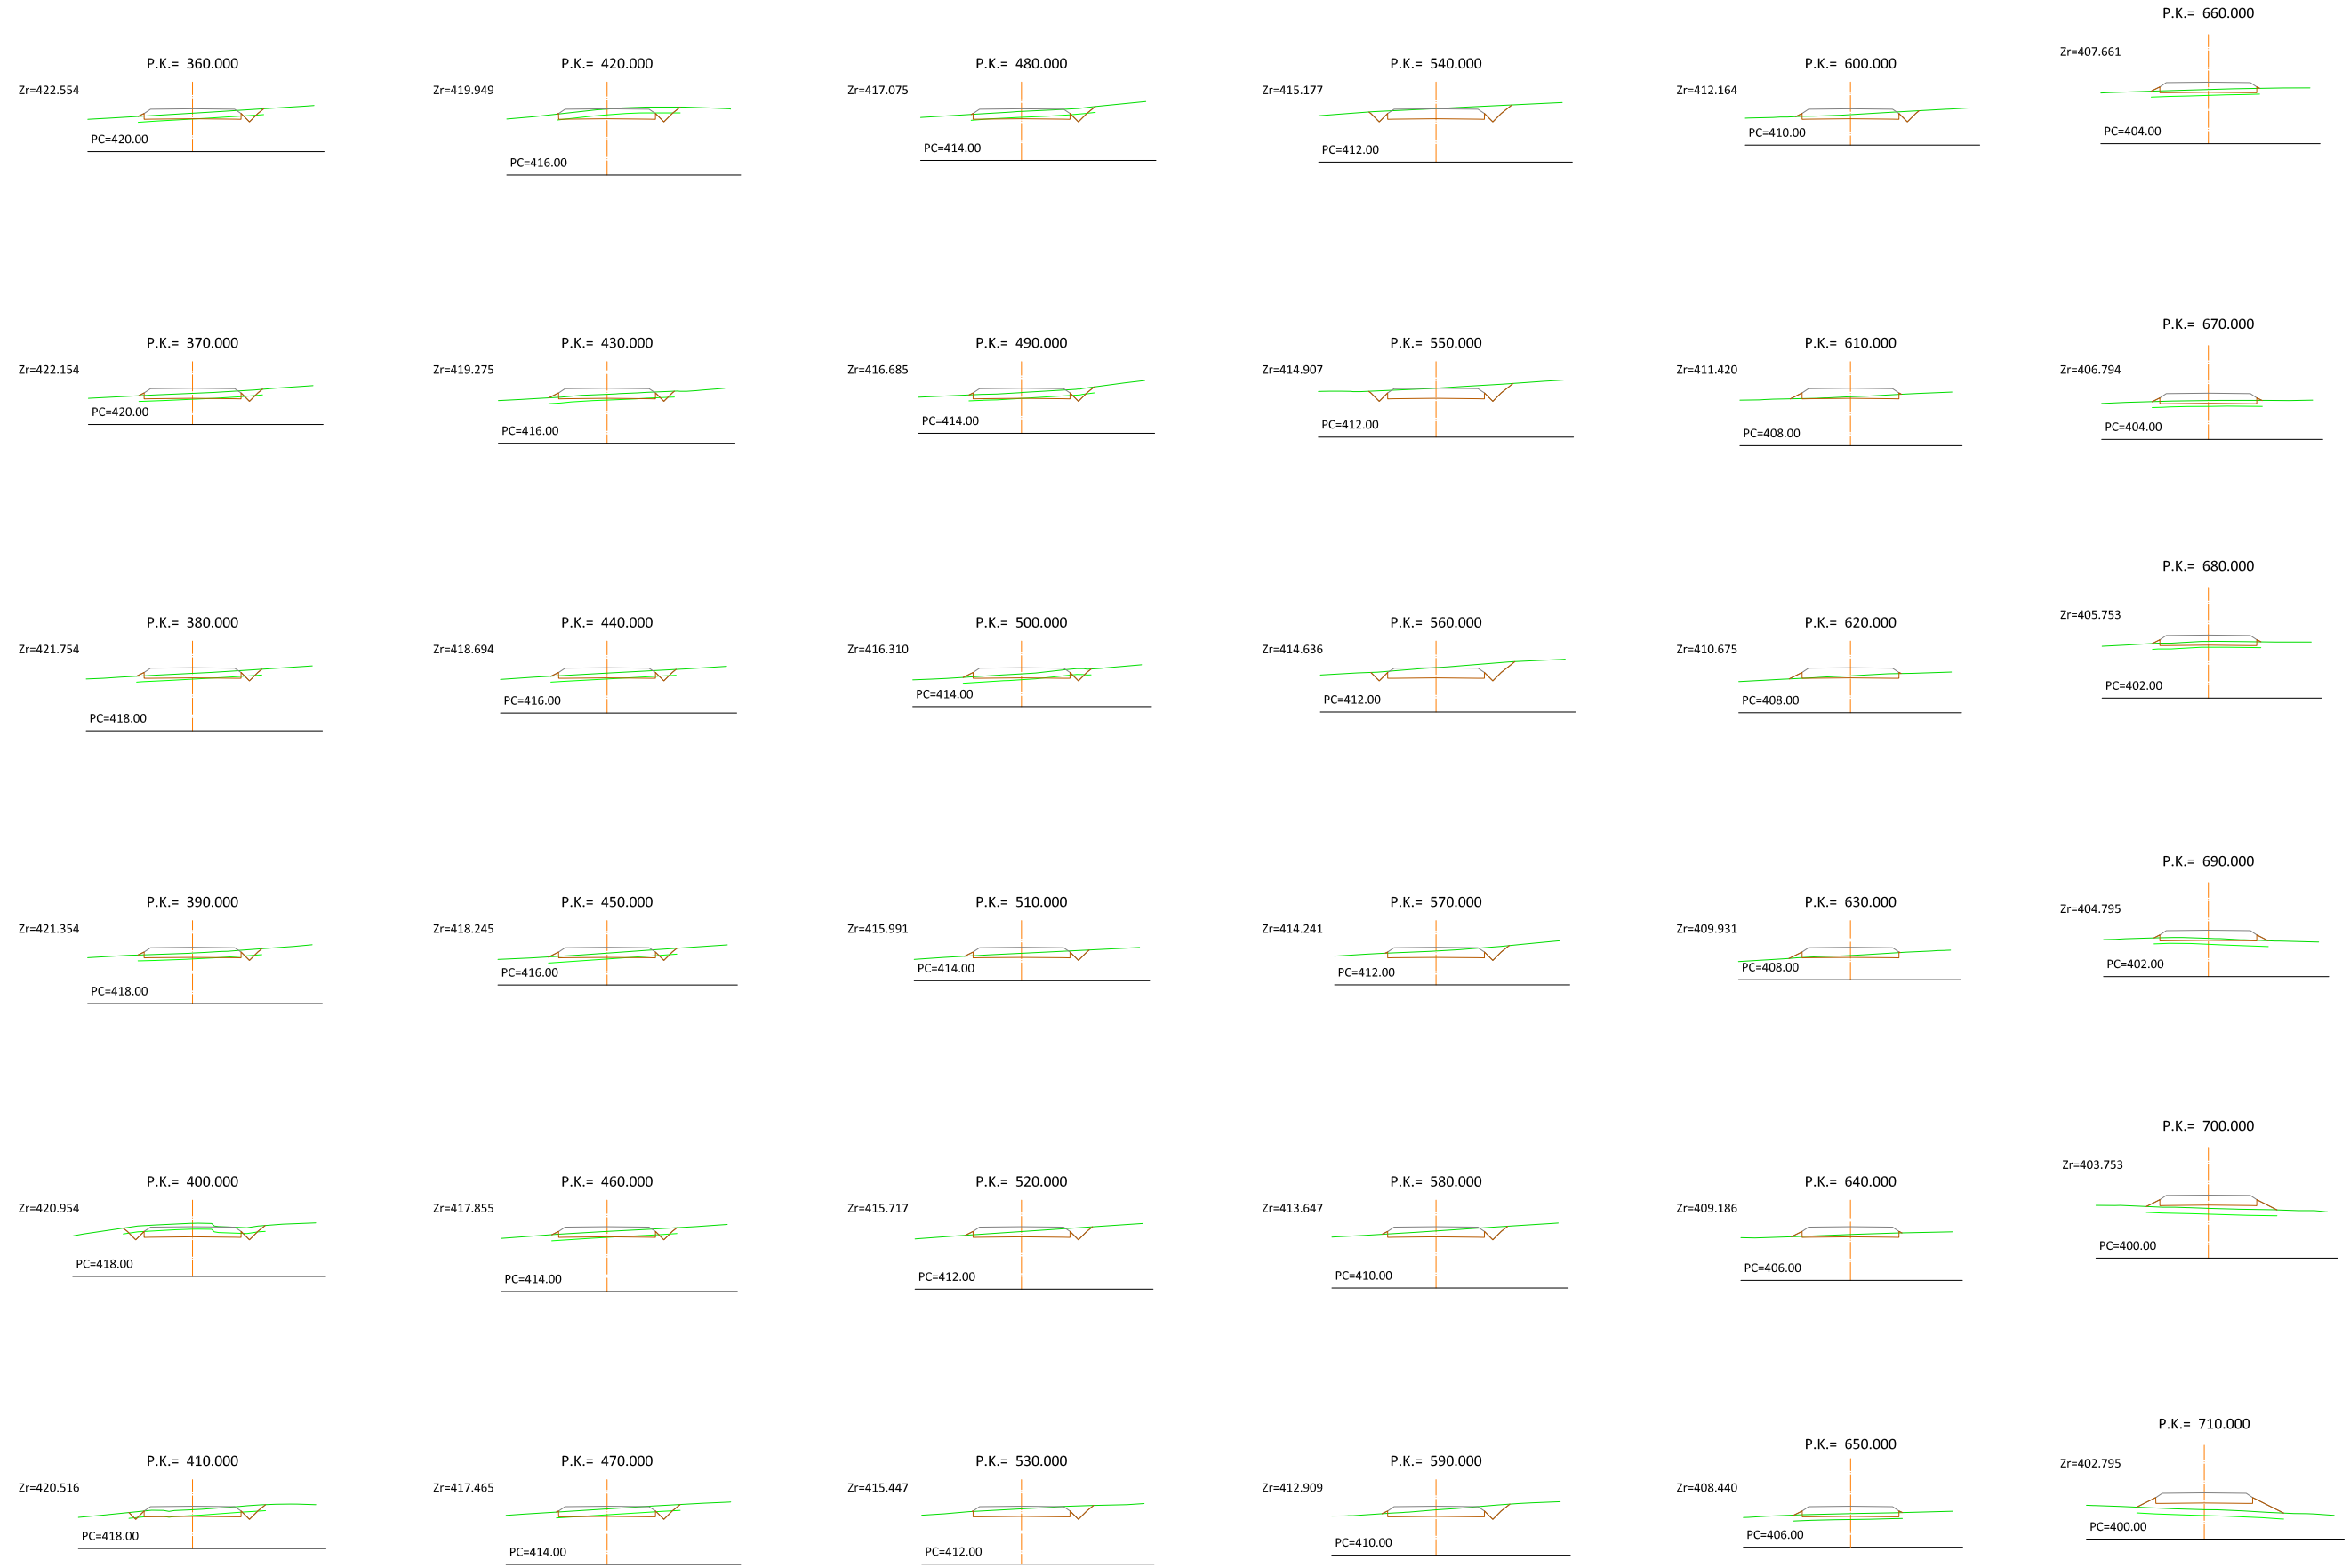 P.K.= 360.000
Zr=422.554
PC=420.00
P.K.= 370.000
Zr=422.154
PC=420.00
P.K.= 380.000
Zr=421.754
PC=418.00
P.K.= 390.000
Zr=421.354
PC=418.00
P.K.= 400.000
Zr=420.954
PC=418.00
P.K.= 410.000
Zr=420.516
PC=418.00
P.K.= 420.000
Zr=419.949
PC=416.00
P.K.= 430.000
Zr=419.275
PC=416.00
P.K.= 440.000
Zr=418.694
PC=416.00
P.K.= 450.000
Zr=418.245
PC=416.00
P.K.= 460.000
Zr=417.855
PC=414.00
P.K.= 470.000
Zr=417.465
PC=414.00
P.K.= 480.000
Zr=417.075
PC=414.00
P.K.= 490.000
Zr=416.685
PC=414.00
P.K.= 500.000
Zr=416.310
PC=414.00
P.K.= 510.000
Zr=415.991
PC=414.00
P.K.= 520.000
Zr=415.717
PC=412.00
P.K.= 530.000
Zr=415.447
PC=412.00
P.K.= 540.000
Zr=415.177
PC=412.00
P.K.= 550.000
Zr=414.907
PC=412.00
P.K.= 560.000
Zr=414.636
PC=412.00
P.K.= 570.000
Zr=414.241
PC=412.00
P.K.= 580.000
Zr=413.647
PC=410.00
P.K.= 590.000
Zr=412.909
PC=410.00
P.K.= 600.000
Zr=412.164
PC=410.00
P.K.= 610.000
Zr=411.420
PC=408.00
P.K.= 620.000
Zr=410.675
PC=408.00
P.K.= 630.000
Zr=409.931
PC=408.00
P.K.= 640.000
Zr=409.186
PC=406.00
P.K.= 650.000
Zr=408.440
PC=406.00
P.K.= 660.000
Zr=407.661
PC=404.00
P.K.= 670.000
Zr=406.794
PC=404.00
P.K.= 680.000
Zr=405.753
PC=402.00
P.K.= 690.000
Zr=404.795
PC=402.00
P.K.= 700.000
Zr=403.753
PC=400.00
P.K.= 710.000
Zr=402.795
PC=400.00